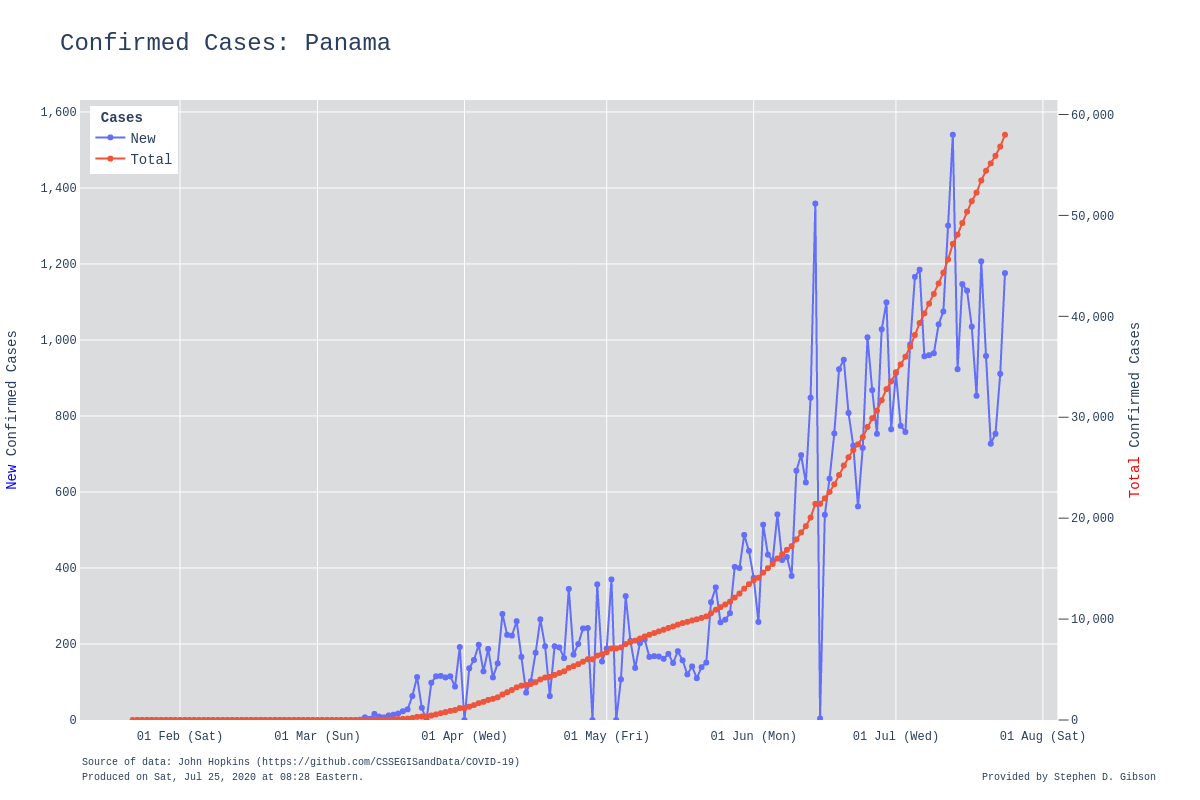 Confirmed Cases: Panama
Cases
New
Total
1,600
1,400
1,200
1,000
800
600
400
200
0
New Confirmed Cases
60,000
50,000
40,000
30,000
20,000
10,000
0
Total Confirmed Cases
01 Feb (Sat)
01 Mar (Sun)
01 Apr (Wed)
01 May (Fri)
01 Jun (Mon)
01 Jul (Wed)
01 Aug (Sat)
Source of data: John Hopkins (https://github.com/CSSEGISandData/COVID-19)
Produced on Sat, Jul 25, 2020 at 08:28 Eastern.
Provided by Stephen D. Gibson